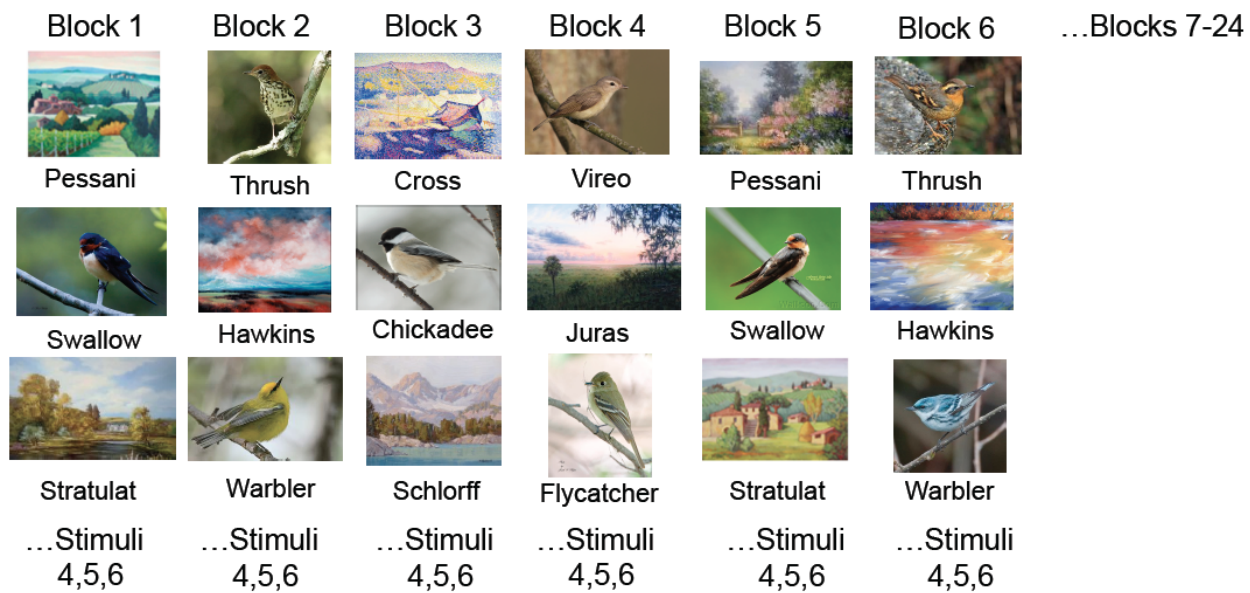 Block 1 Block 2 Block 3 Block 4 Block 5 Block 6 …Blocks 7-24
Pessani Thrush Cross Vireo Pessani Thrush
Swallow Hawkins Chickadee Juras Swallow Hawkins
Stratulat Warbler Schlorff Flycatcher Stratulat Warbler
…Stimuli …Stimuli …Stimuli …Stimuli …Stimuli …Stimuli
4,5,6 4,5,6 4,5,6 4,5,6 4,5,6 4,5,6